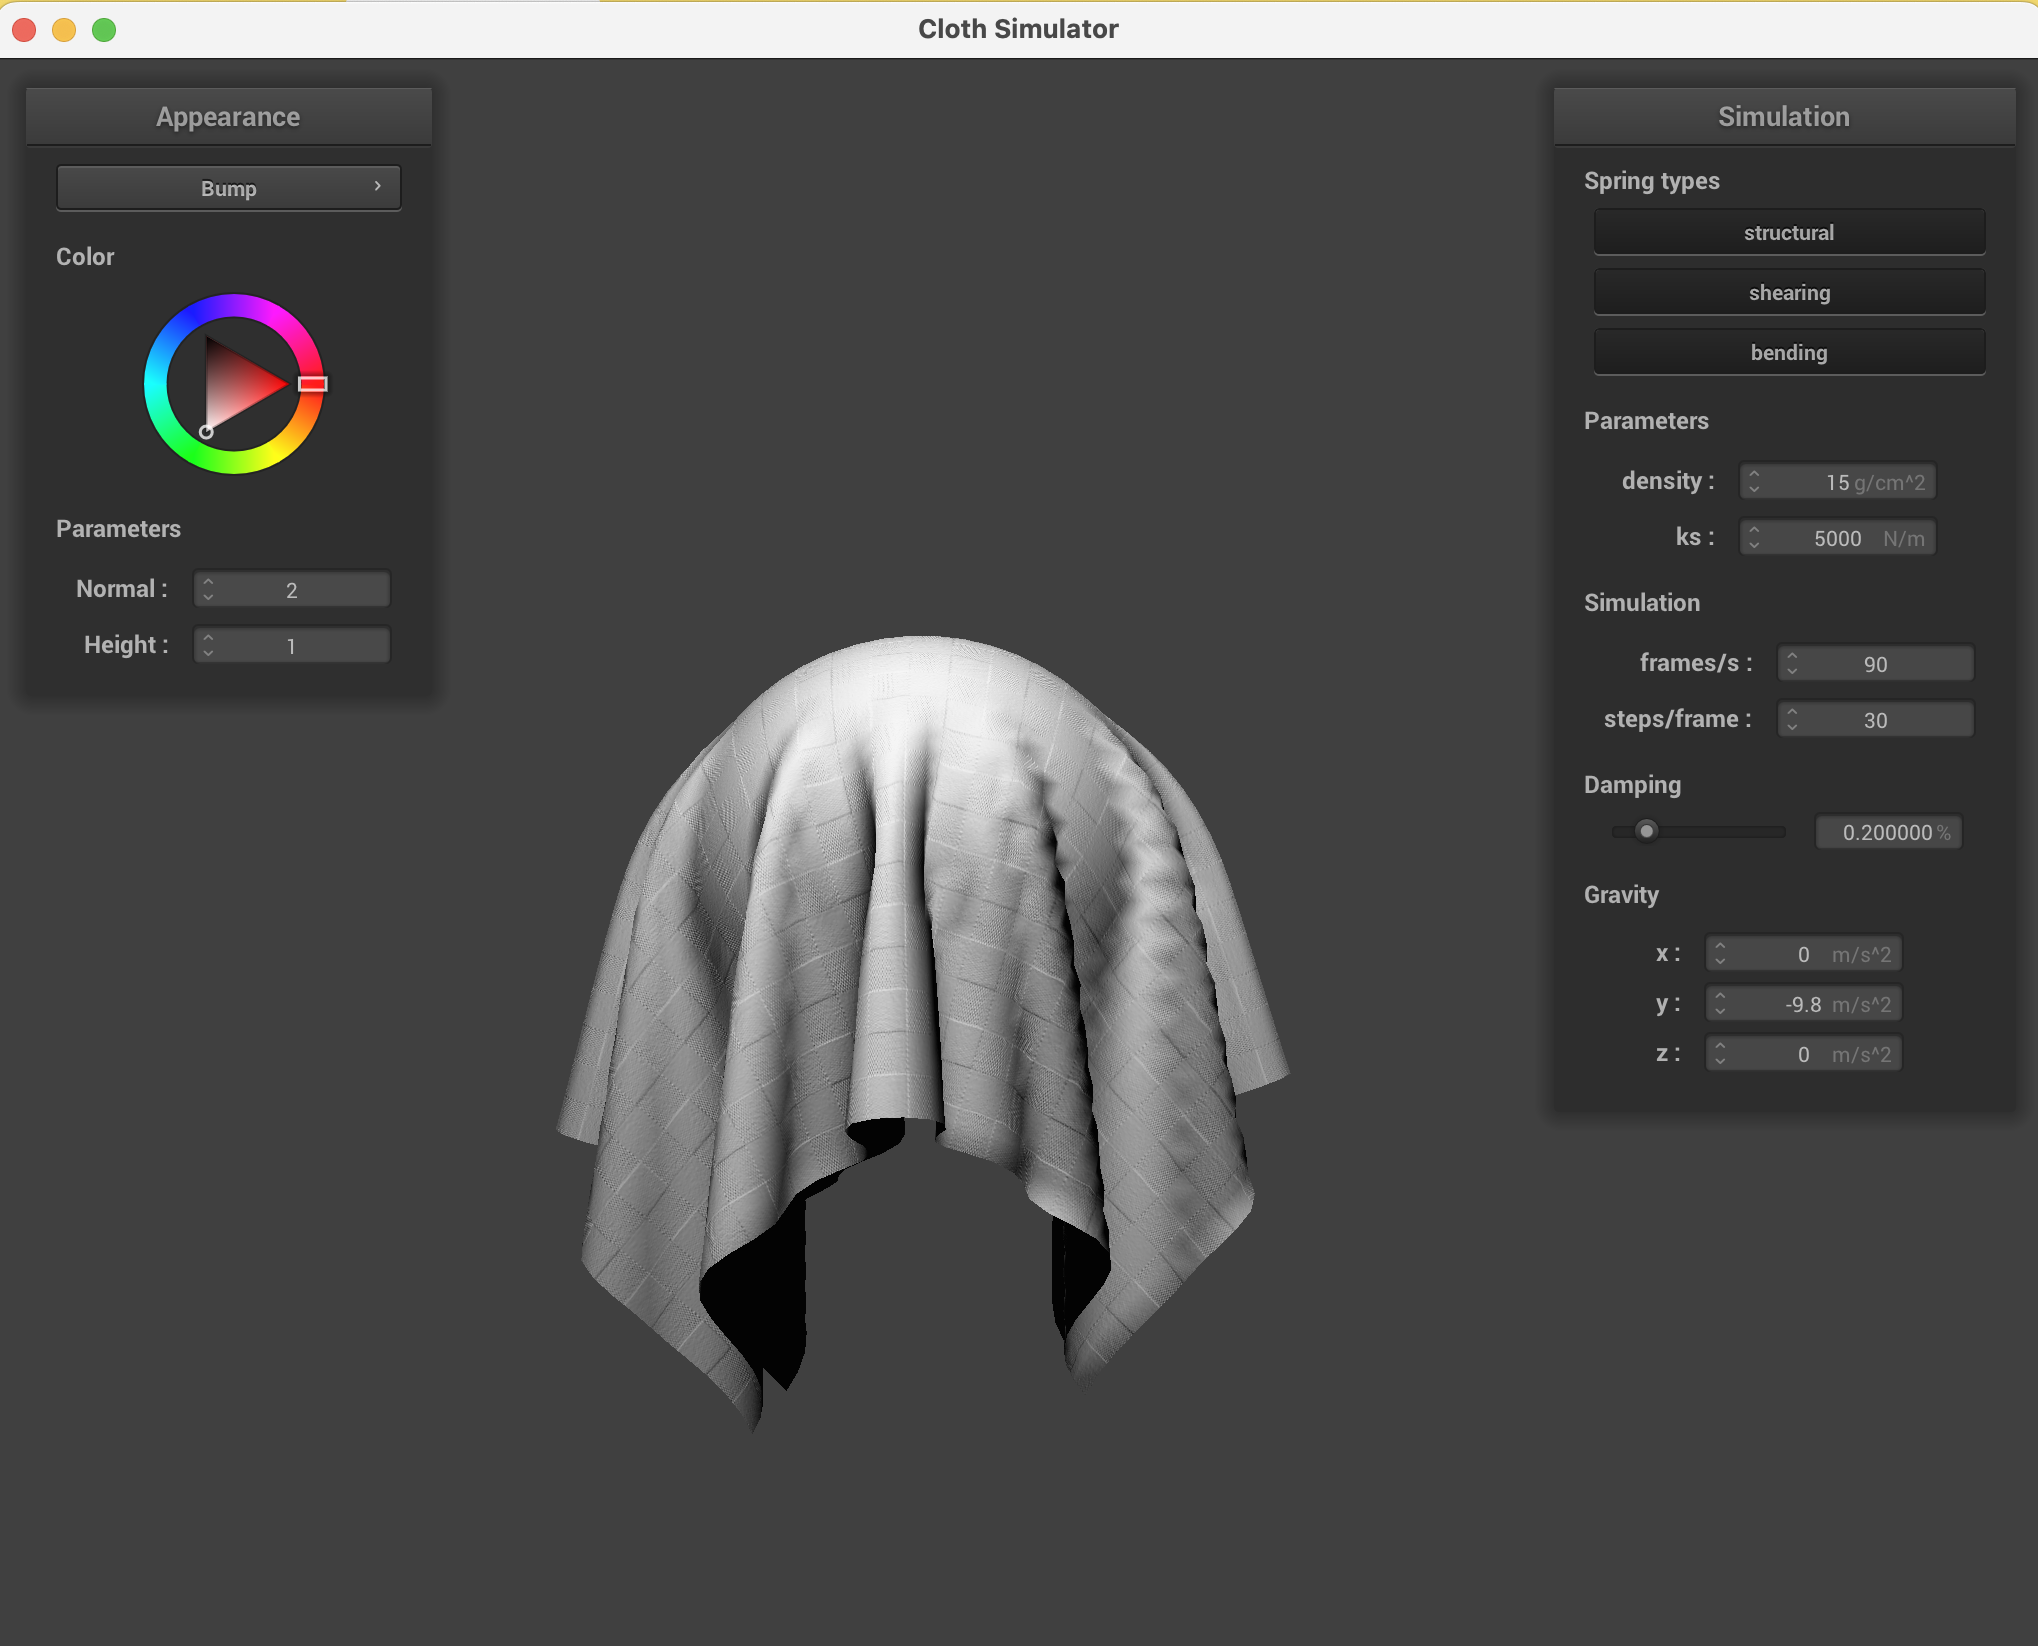 Cloth Simulator
Appearance
Bump
Color
Parameters
Normal : 2
Height : 1
Simulation
Spring types
structural
shearing
bending
Parameters
density : 15 g/cm^2
ks : 5000 N/m
Simulation
frames/s : 90
steps/frame : 30
Damping
0.200000 %
Gravity
x : 0 m/s^2
y : -9.8 m/s^2
z : 0 m/s^2